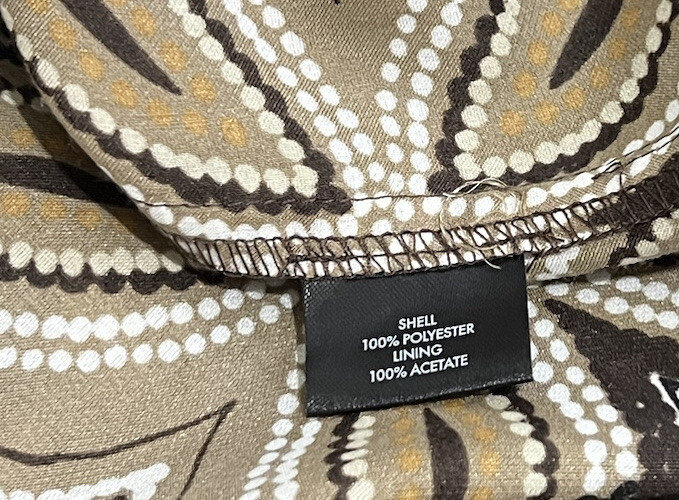 SHELL
100% POLYESTER
LINING
100% ACETATE